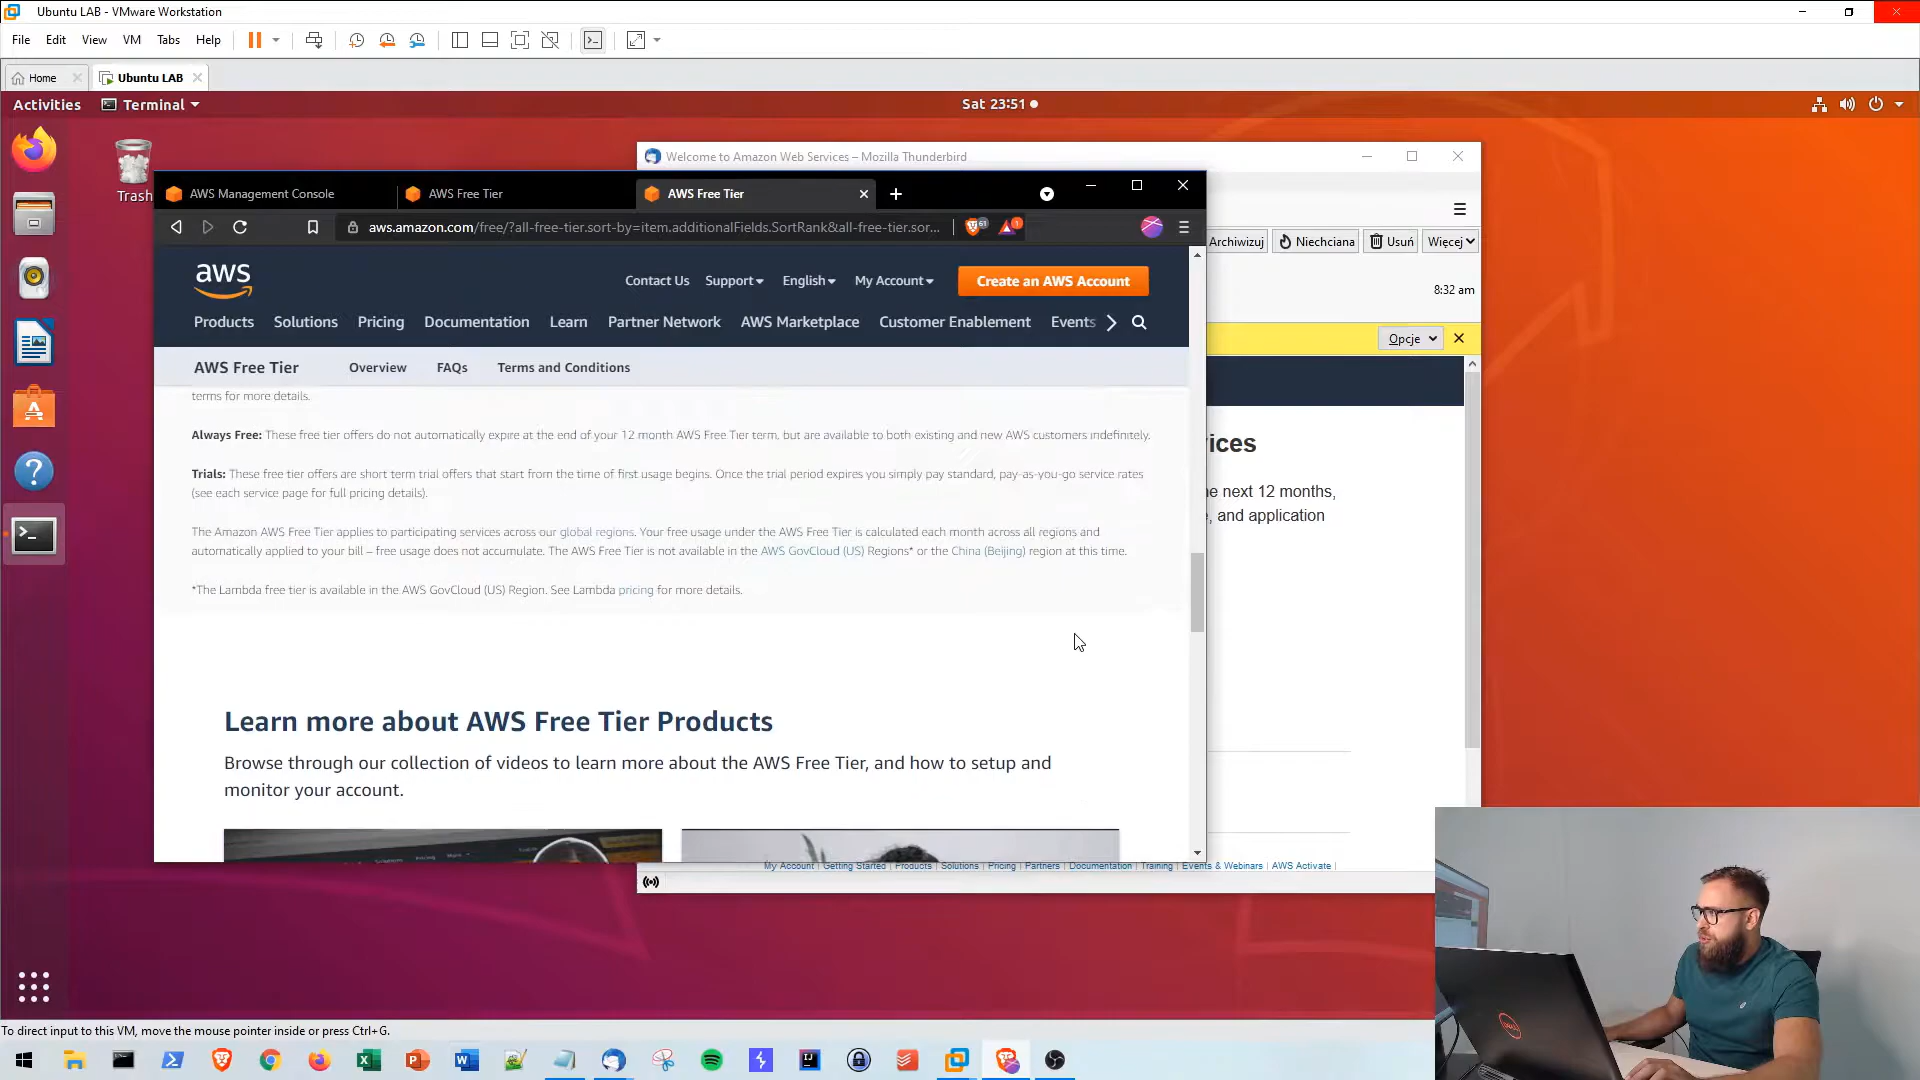 Ubuntu LAB - VMware Workstation
File Edit View VM Tabs Help
Home
Ubuntu LAB
Activities
Terminal
Sat 23:51
Trash
Welcome to Amazon Web Services – Mozilla Thunderbird
AWS Management Console
AWS Free Tier
AWS Free Tier
aws.amazon.com/free/?all-free-tier.sort-by=item.additionalFields.SortRank&all-free-tier.sor...
61
1
Archiwizuj
Niechciana
Usuń
Więcej
8:32 am
Opcje
aws
Contact Us Support English My Account
Create an AWS Account
Products Solutions Pricing Documentation Learn Partner Network AWS Marketplace Customer Enablement Events
AWS Free Tier Overview FAQs Terms and Conditions
terms for more details.
Always Free: These free tier offers do not automatically expire at the end of your 12 month AWS Free Tier term, but are available to both existing and new AWS customers indefinitely.
Trials: These free tier offers are short term trial offers that start from the time of first usage begins. Once the trial period expires you simply pay standard, pay-as-you-go service rates
(see each service page for full pricing details).
The Amazon AWS Free Tier applies to participating services across our global regions. Your free usage under the AWS Free Tier is calculated each month across all regions and
automatically applied to your bill – free usage does not accumulate. The AWS Free Tier is not available in the AWS GovCloud (US) Regions* or the China (Beijing) region at this time.
*The Lambda free tier is available in the AWS GovCloud (US) Region. See Lambda pricing for more details.
Learn more about AWS Free Tier Products
Browse through our collection of videos to learn more about the AWS Free Tier, and how to setup and
monitor your account.
ices
e next 12 months,
, and application
My Account | Getting Started | Products | Solutions | Pricing | Partners | Documentation | Training | Events & Webinars | AWS Activate |
To direct input to this VM, move the mouse pointer inside or press Ctrl+G.